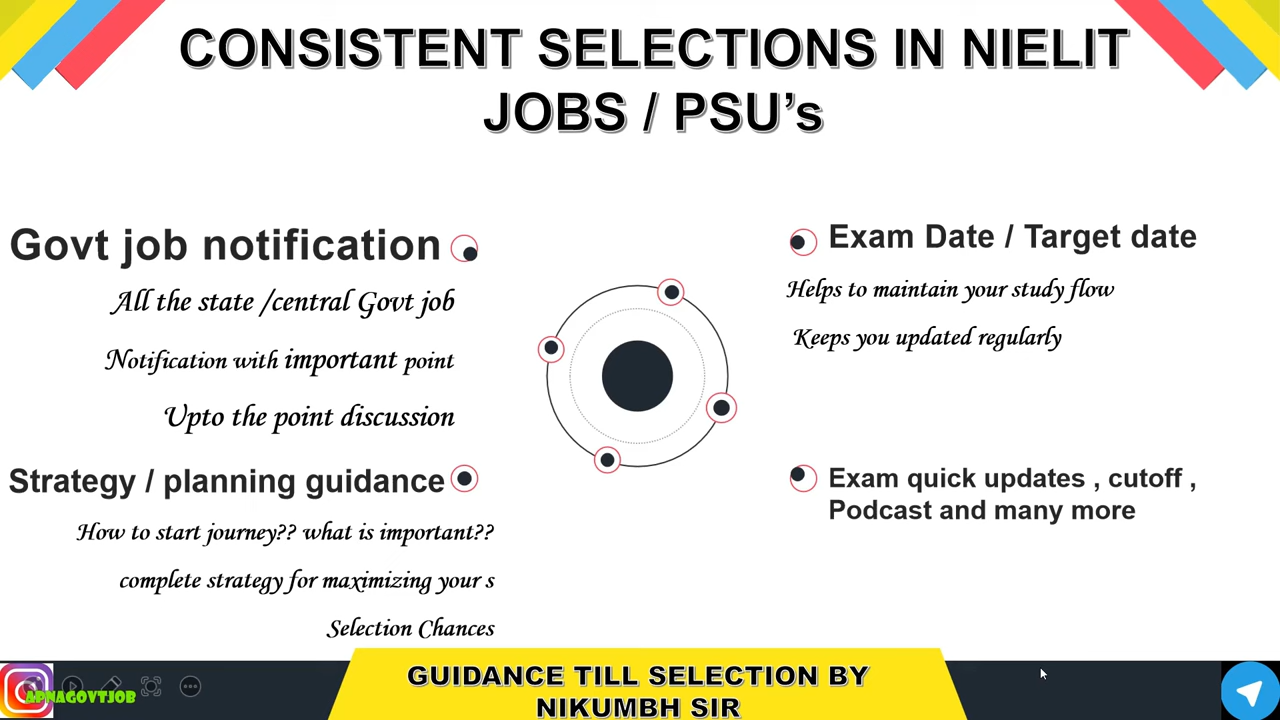 CONSISTENT SELECTIONS IN NIELIT
JOBS / PSU’s
Govt job notification
All the state /central Govt job
Notification with important point
Upto the point discussion
Strategy / planning guidance
How to start journey?? what is important??
complete strategy for maximizing your s
Selection Chances
Exam Date / Target date
Helps to maintain your study flow
Keeps you updated regularly
Exam quick updates , cutoff ,
Podcast and many more
GUIDANCE TILL SELECTION BY
NIKUMBH SIR
APNAGOVTJOB